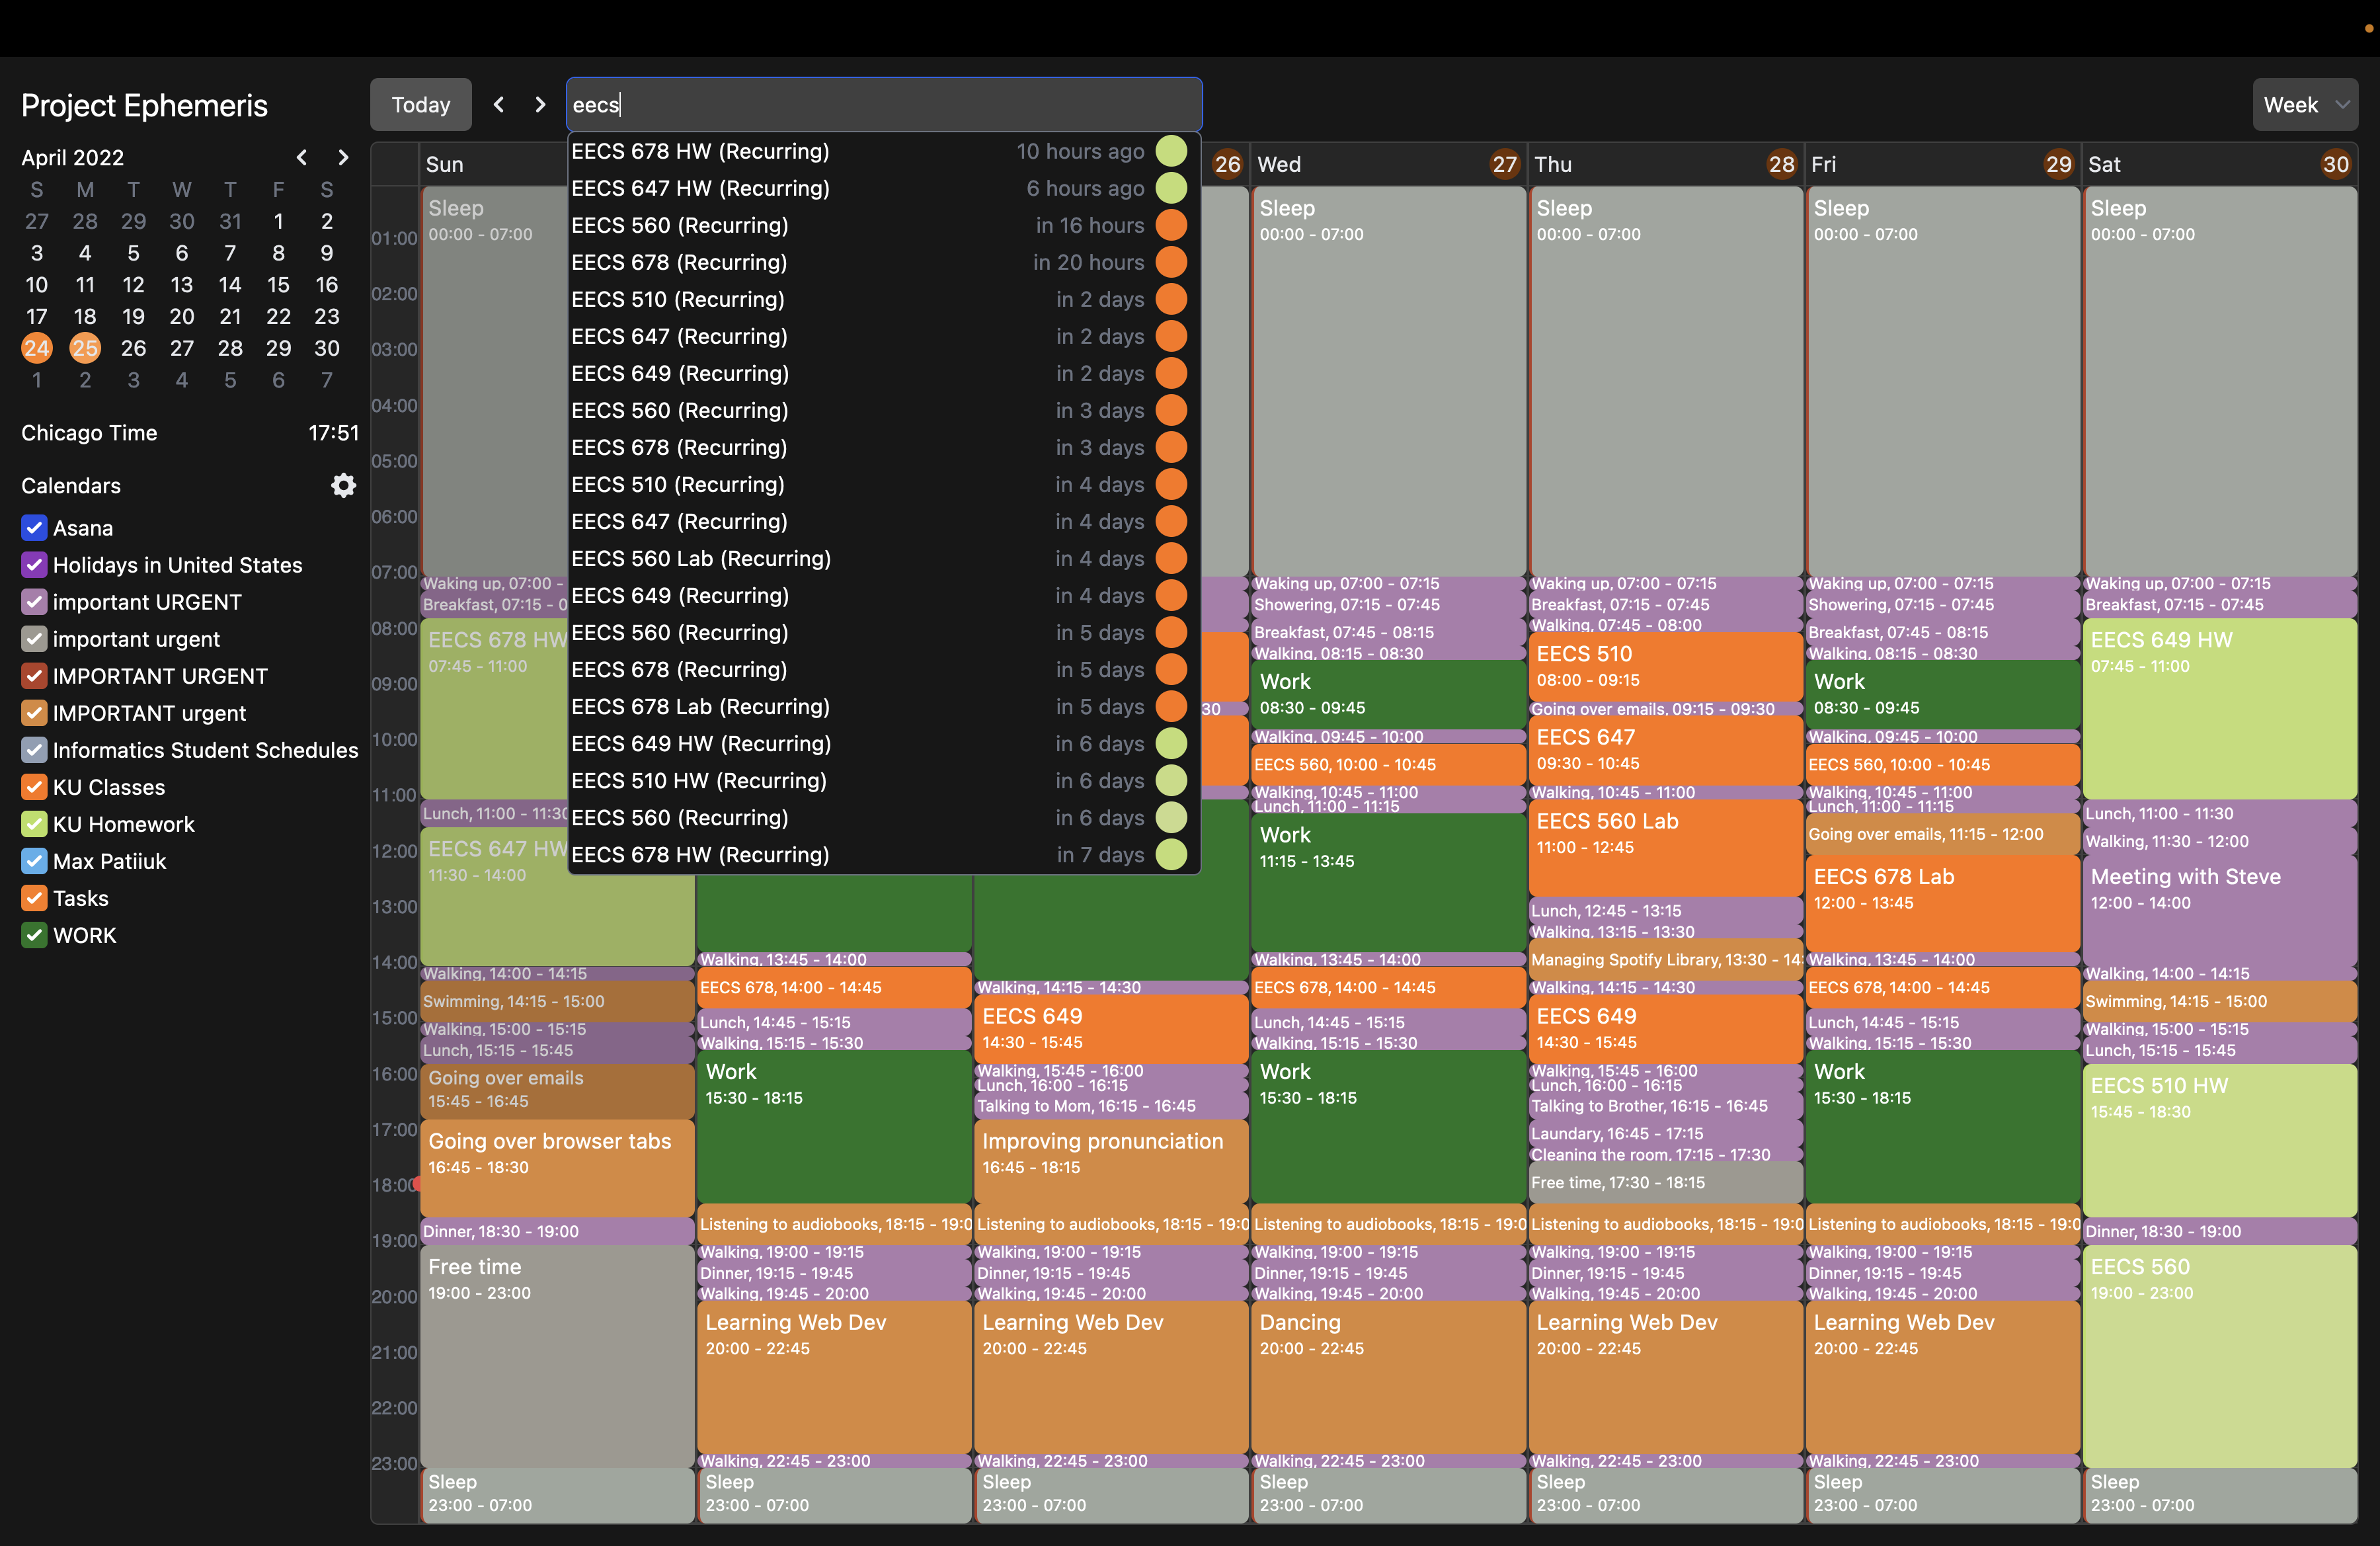 Project Ephemeris
Today
eecs
Week
April 2022
S M T W T F S
27 28 29 30 31 1 2
3 4 5 6 7 8 9
10 11 12 13 14 15 16
17 18 19 20 21 22 23
24 25 26 27 28 29 30
1 2 3 4 5 6 7
Chicago Time 17:51
Calendars
Asana
Holidays in United States
important URGENT
important urgent
IMPORTANT URGENT
IMPORTANT urgent
Informatics Student Schedules
KU Classes
KU Homework
Max Patiiuk
Tasks
WORK
EECS 678 HW (Recurring) 10 hours ago
EECS 647 HW (Recurring) 6 hours ago
EECS 560 (Recurring) in 16 hours
EECS 678 (Recurring) in 20 hours
EECS 510 (Recurring) in 2 days
EECS 647 (Recurring) in 2 days
EECS 649 (Recurring) in 2 days
EECS 560 (Recurring) in 3 days
EECS 678 (Recurring) in 3 days
EECS 510 (Recurring) in 4 days
EECS 647 (Recurring) in 4 days
EECS 560 Lab (Recurring) in 4 days
EECS 649 (Recurring) in 4 days
EECS 560 (Recurring) in 5 days
EECS 678 (Recurring) in 5 days
EECS 678 Lab (Recurring) in 5 days
EECS 649 HW (Recurring) in 6 days
EECS 510 HW (Recurring) in 6 days
EECS 560 (Recurring) in 6 days
EECS 678 HW (Recurring) in 7 days
01:00
02:00
03:00
04:00
05:00
06:00
07:00
08:00
09:00
10:00
11:00
12:00
13:00
14:00
15:00
16:00
17:00
18:00
19:00
20:00
21:00
22:00
23:00
Sun
Sleep
00:00 - 07:00
Waking up, 07:00 -
Breakfast, 07:15 - 0
EECS 678 HW
07:45 - 11:00
Lunch, 11:00 - 11:30
EECS 647 HW
11:30 - 14:00
Walking, 14:00 - 14:15
Swimming, 14:15 - 15:00
Walking, 15:00 - 15:15
Lunch, 15:15 - 15:45
Going over emails
15:45 - 16:45
Going over browser tabs
16:45 - 18:30
Dinner, 18:30 - 19:00
Free time
19:00 - 23:00
Sleep
23:00 - 07:00
Walking, 13:45 - 14:00
EECS 678, 14:00 - 14:45
Lunch, 14:45 - 15:15
Walking, 15:15 - 15:30
Work
15:30 - 18:15
Listening to audiobooks, 18:15 - 19:0
Walking, 19:00 - 19:15
Dinner, 19:15 - 19:45
Walking, 19:45 - 20:00
Learning Web Dev
20:00 - 22:45
Walking, 22:45 - 23:00
Sleep
23:00 - 07:00
26
30
Walking, 14:15 - 14:30
EECS 649
14:30 - 15:45
Walking, 15:45 - 16:00
Lunch, 16:00 - 16:15
Talking to Mom, 16:15 - 16:45
Improving pronunciation
16:45 - 18:15
Listening to audiobooks, 18:15 - 19:0
Walking, 19:00 - 19:15
Dinner, 19:15 - 19:45
Walking, 19:45 - 20:00
Learning Web Dev
20:00 - 22:45
Walking, 22:45 - 23:00
Sleep
23:00 - 07:00
Wed 27
Sleep
00:00 - 07:00
Waking up, 07:00 - 07:15
Showering, 07:15 - 07:45
Breakfast, 07:45 - 08:15
Walking, 08:15 - 08:30
Work
08:30 - 09:45
Walking, 09:45 - 10:00
EECS 560, 10:00 - 10:45
Walking, 10:45 - 11:00
Lunch, 11:00 - 11:15
Work
11:15 - 13:45
Walking, 13:45 - 14:00
EECS 678, 14:00 - 14:45
Lunch, 14:45 - 15:15
Walking, 15:15 - 15:30
Work
15:30 - 18:15
Listening to audiobooks, 18:15 - 19:0
Walking, 19:00 - 19:15
Dinner, 19:15 - 19:45
Walking, 19:45 - 20:00
Dancing
20:00 - 22:45
Walking, 22:45 - 23:00
Sleep
23:00 - 07:00
Thu 28
Sleep
00:00 - 07:00
Waking up, 07:00 - 07:15
Breakfast, 07:15 - 07:45
Walking, 07:45 - 08:00
EECS 510
08:00 - 09:15
Going over emails, 09:15 - 09:30
EECS 647
09:30 - 10:45
Walking, 10:45 - 11:00
EECS 560 Lab
11:00 - 12:45
Lunch, 12:45 - 13:15
Walking, 13:15 - 13:30
Managing Spotify Library, 13:30 - 14:
Walking, 14:15 - 14:30
EECS 649
14:30 - 15:45
Walking, 15:45 - 16:00
Lunch, 16:00 - 16:15
Talking to Brother, 16:15 - 16:45
Laundary, 16:45 - 17:15
Cleaning the room, 17:15 - 17:30
Free time, 17:30 - 18:15
Listening to audiobooks, 18:15 - 19:0
Walking, 19:00 - 19:15
Dinner, 19:15 - 19:45
Walking, 19:45 - 20:00
Learning Web Dev
20:00 - 22:45
Walking, 22:45 - 23:00
Sleep
23:00 - 07:00
Fri 29
Sleep
00:00 - 07:00
Waking up, 07:00 - 07:15
Showering, 07:15 - 07:45
Breakfast, 07:45 - 08:15
Walking, 08:15 - 08:30
Work
08:30 - 09:45
Walking, 09:45 - 10:00
EECS 560, 10:00 - 10:45
Walking, 10:45 - 11:00
Lunch, 11:00 - 11:15
Going over emails, 11:15 - 12:00
EECS 678 Lab
12:00 - 13:45
Walking, 13:45 - 14:00
EECS 678, 14:00 - 14:45
Lunch, 14:45 - 15:15
Walking, 15:15 - 15:30
Work
15:30 - 18:15
Listening to audiobooks, 18:15 - 19:0
Walking, 19:00 - 19:15
Dinner, 19:15 - 19:45
Walking, 19:45 - 20:00
Learning Web Dev
20:00 - 22:45
Walking, 22:45 - 23:00
Sleep
23:00 - 07:00
Sat 30
Sleep
00:00 - 07:00
Waking up, 07:00 - 07:15
Breakfast, 07:15 - 07:45
EECS 649 HW
07:45 - 11:00
Lunch, 11:00 - 11:30
Walking, 11:30 - 12:00
Meeting with Steve
12:00 - 14:00
Walking, 14:00 - 14:15
Swimming, 14:15 - 15:00
Walking, 15:00 - 15:15
Lunch, 15:15 - 15:45
EECS 510 HW
15:45 - 18:30
Dinner, 18:30 - 19:00
EECS 560
19:00 - 23:00
Sleep
23:00 - 07:00